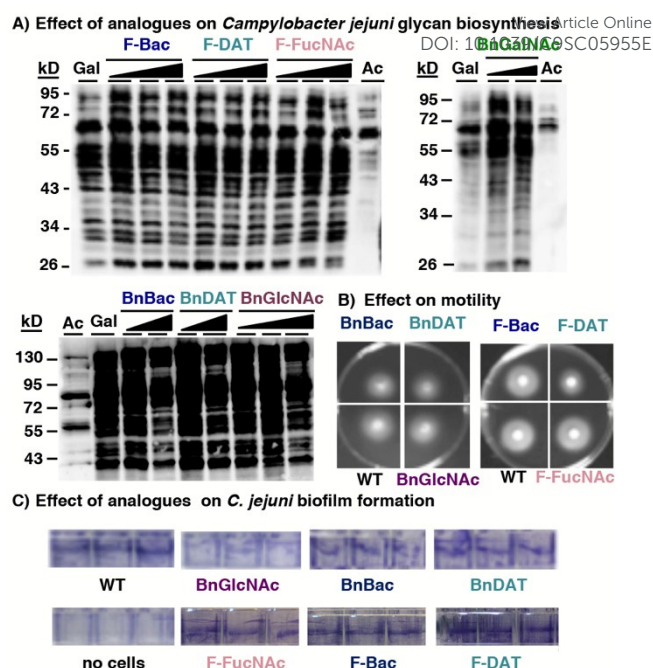 A) Effect of analogues on Campylobacter jejuni glycan biosynthesis
View Article Online
DOI: 10.1039/C9SC05955E
F-Bac F-DAT F-FucNAc
BnGalNAc
kD Gal Ac
kD Gal Ac
95
72
55
43
34
26
95
72
55
43
34
26
BnBac BnDAT BnGlcNAc
kD Ac Gal
130
95
72
55
43
B) Effect on motility
BnBac BnDAT F-Bac F-DAT
WT BnGlcNAc WT F-FucNAc
C) Effect of analogues on C. jejuni biofilm formation
WT BnGlcNAc BnBac BnDAT
no cells F-FucNAc F-Bac F-DAT